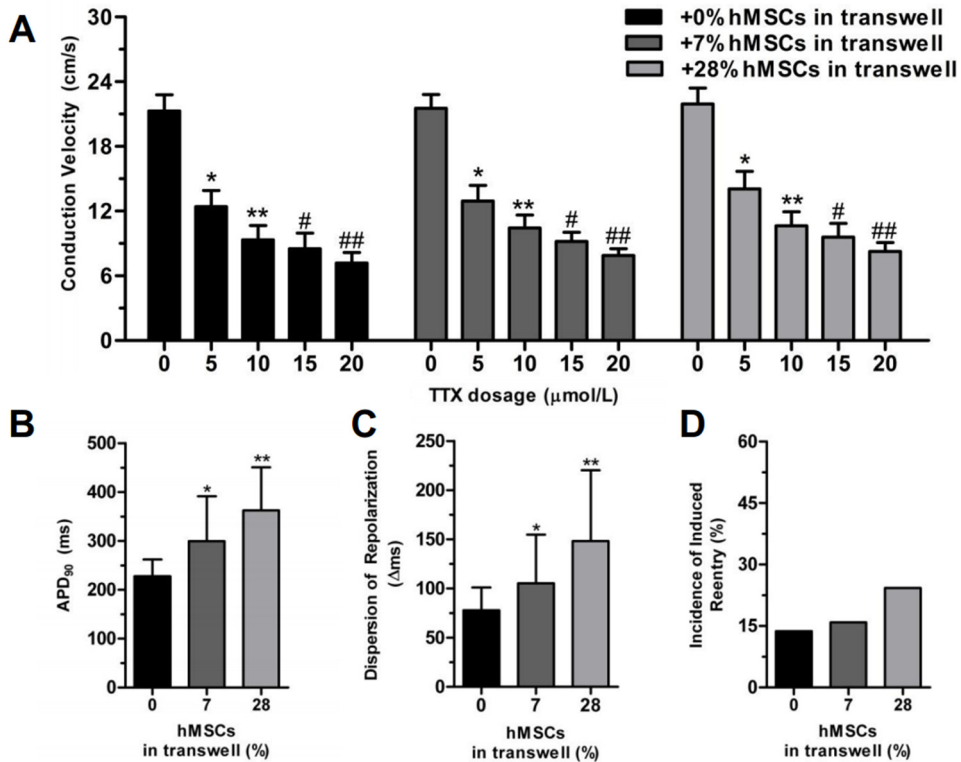 A
+0% hMSCs in transwell
+7% hMSCs in transwell
+28% hMSCs in transwell
Conduction Velocity (cm/s)
30
24
18
12
6
0
* ** # ##
* ** # ##
* ** # ##
0 5 10 15 20 0 5 10 15 20 0 5 10 15 20
TTX dosage (μmol/L)
B
APD90 (ms)
500
400
300
200
100
0
* **
0 7 28
hMSCs
in transwell (%)
C
Dispersion of Repolarization
(Δms)
250
200
150
100
50
0
* **
0 7 28
hMSCs
in transwell (%)
D
Incidence of Induced
Reentry (%)
60
45
30
15
0
0 7 28
hMSCs
in transwell (%)